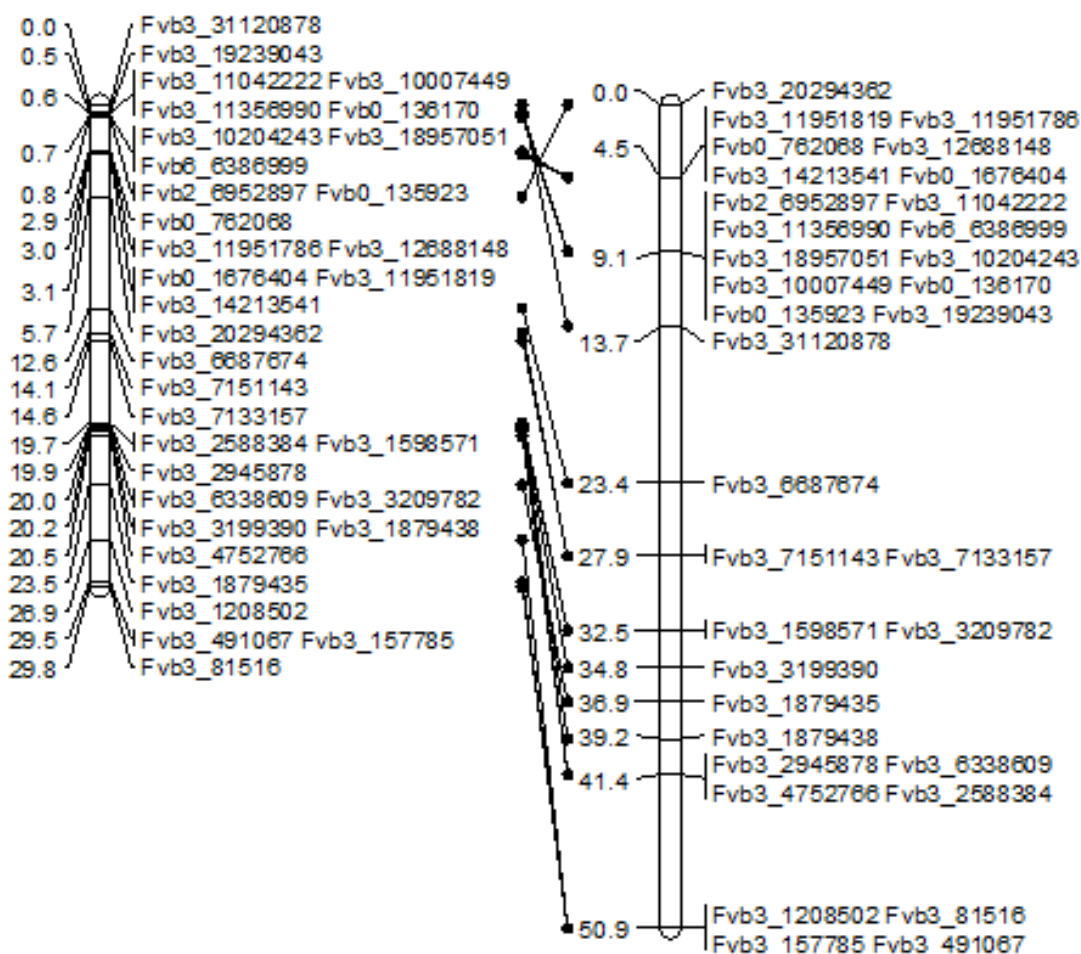 0.0 Fvb3_31120878
0.5 Fvb3_19239043
0.6 Fvb3_11042222 Fvb3_10007449
Fvb3_11356990 Fvb0_136170
0.7 Fvb3_10204243 Fvb3_18957051
Fvb6_6386999
0.8 Fvb2_6952897 Fvb0_135923
2.9 Fvb0_762068
3.0 Fvb3_11951786 Fvb3_12688148
3.1 Fvb0_1676404 Fvb3_11951819
Fvb3_14213541
5.7 Fvb3_20294362
12.6 Fvb3_6687674
14.1 Fvb3_7151143
14.6 Fvb3_7133157
19.7 Fvb3_2588384 Fvb3_1598571
19.9 Fvb3_2945878
20.0 Fvb3_6338609 Fvb3_3209782
20.2 Fvb3_3199390 Fvb3_1879438
20.5 Fvb3_4752766
23.5 Fvb3_1879435
26.9 Fvb3_1208502
29.5 Fvb3_491067 Fvb3_157785
29.8 Fvb3_81516
0.0 Fvb3_20294362
Fvb3_11951819 Fvb3_11951786
4.5 Fvb0_762068 Fvb3_12688148
Fvb3_14213541 Fvb0_1676404
Fvb2_6952897 Fvb3_11042222
Fvb3_11356990 Fvb6_6386999
9.1 Fvb3_18957051 Fvb3_10204243
Fvb3_10007449 Fvb0_136170
Fvb0_135923 Fvb3_19239043
13.7 Fvb3_31120878
23.4 Fvb3_6687674
27.9 Fvb3_7151143 Fvb3_7133157
32.5 Fvb3_1598571 Fvb3_3209782
34.8 Fvb3_3199390
36.9 Fvb3_1879435
39.2 Fvb3_1879438
41.4 Fvb3_2945878 Fvb3_6338609
Fvb3_4752766 Fvb3_2588384
50.9 Fvb3_1208502 Fvb3_81516
Fvb3_157785 Fvb3_491067